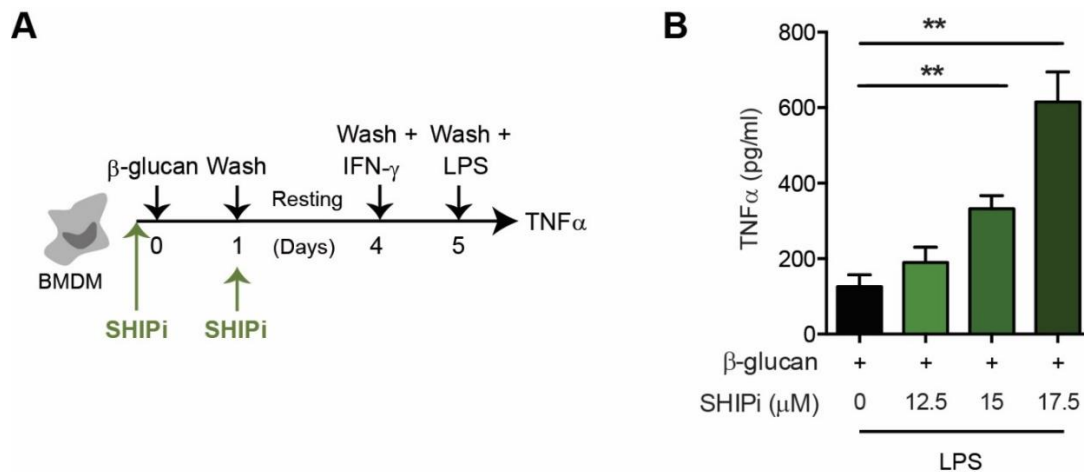 A
Wash + Wash +
β-glucan Wash IFN-γ LPS
Resting
TNFα
0 1 (Days) 4 5
BMDM
SHIPi SHIPi
B
800
600
400
200
0
TNFα (pg/ml)
**
**
β-glucan + + + +
SHIPi (μM) 0 12.5 15 17.5
LPS